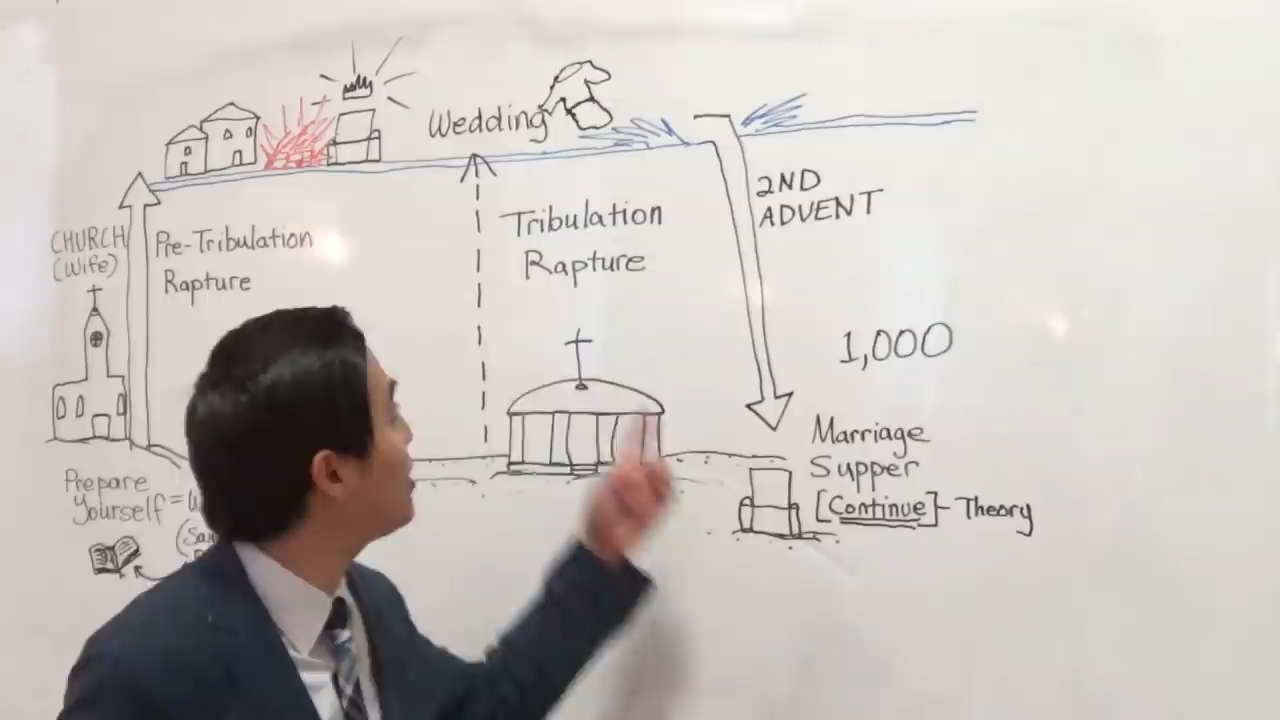 Wedding
CHURCH
(Wife)
Pre-Tribulation
Rapture
Tribulation
Rapture
2ND
ADVENT
1,000
Marriage
Supper
[Continue] - Theory
Prepare
Yourself =